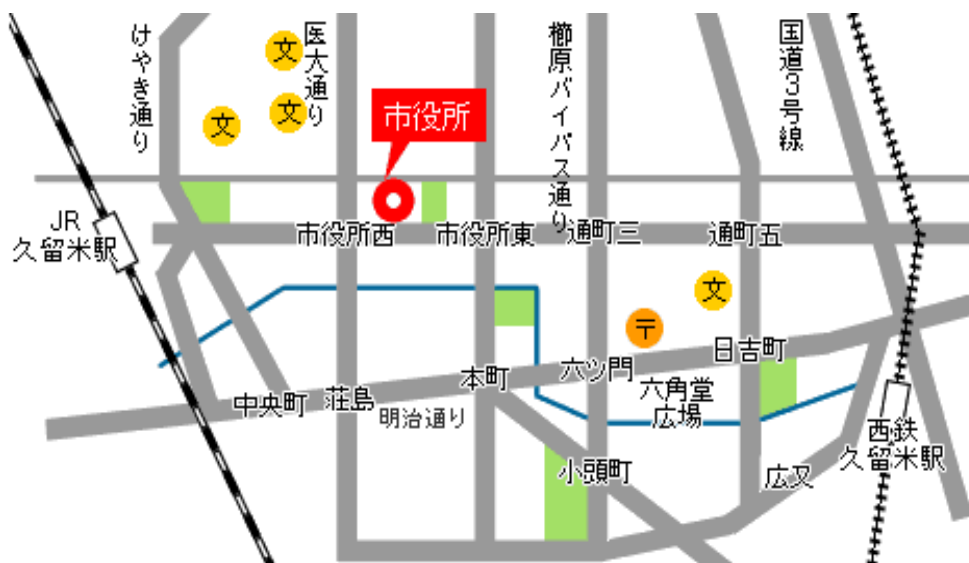 けやき通り
医大通り
櫛原バイパス通り
国道3号線
文
文
文
市役所
JR
久留米駅
市役所西
市役所東
通町三
通町五
文
〒
日吉町
六ツ門
本町
荘島
中央町
明治通り
六角堂
広場
西鉄
久留米駅
小頭町
広又